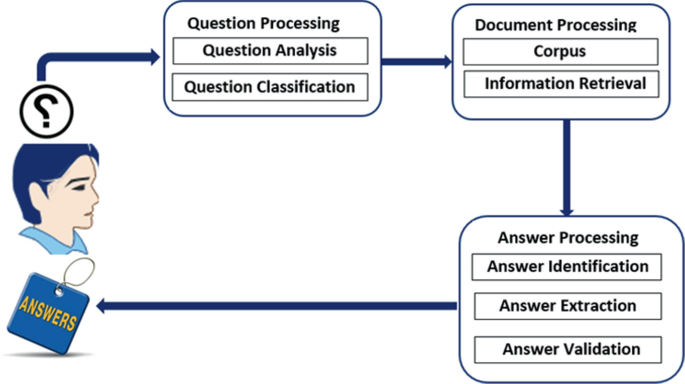 Question Processing
Question Analysis
Question Classification
Document Processing
Corpus
Information Retrieval
?
Answer Processing
Answer Identification
Answer Extraction
Answer Validation
ANSWERS